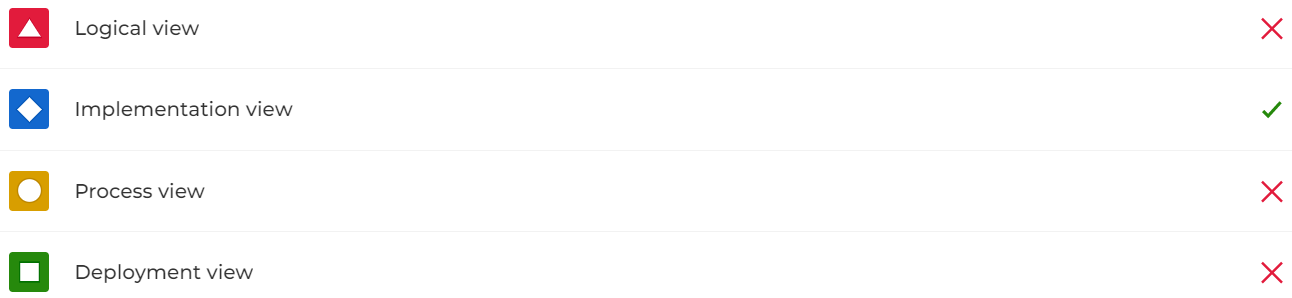 Logical view
Implementation view
Process view
Deployment view